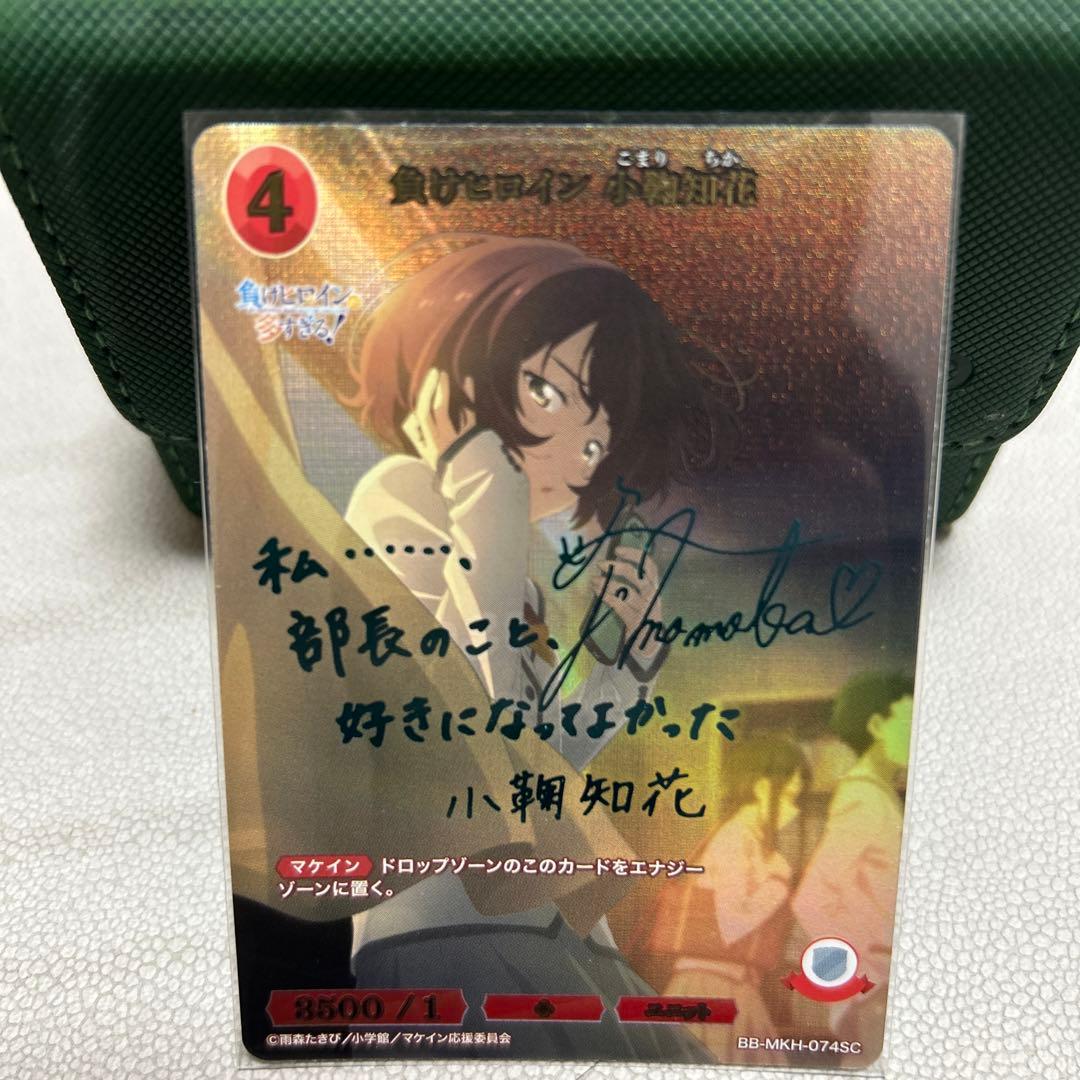 4
こまり ちか
負けヒロイン 小鞠知花
負けヒロインが
多すぎる!
私……、
部長のこと、
好きになってよかった
小鞠知花
マケイン ドロップゾーンのこのカードをエナジー
ゾーンに置く。
3500/1
ユニット
©雨森たきび/小学館/マケイン応援委員会
BB-MKH-074SC